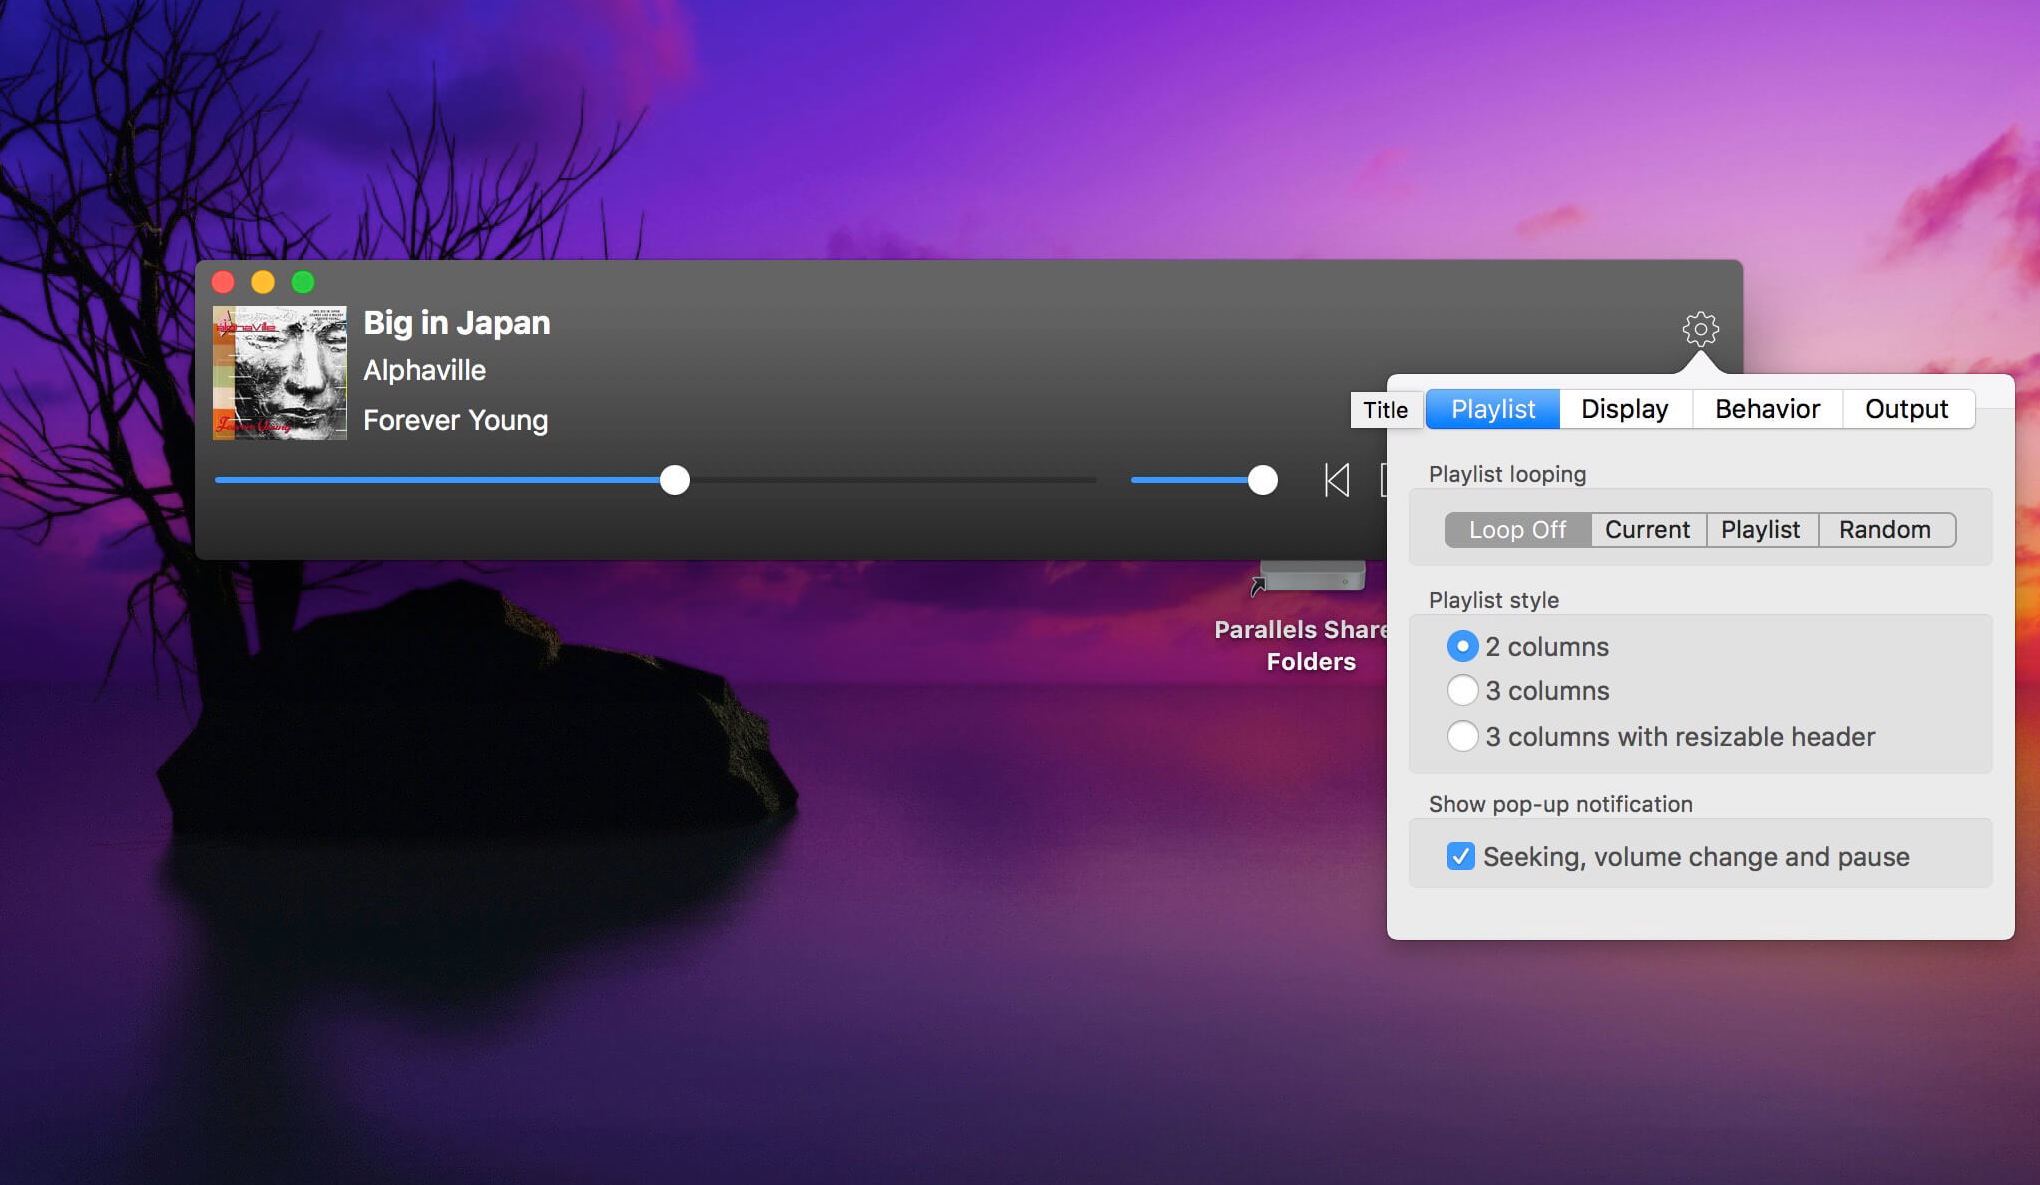 Big in Japan
Alphaville
Forever Young
alphaville
Forever Young
Title
Playlist
Display
Behavior
Output
Playlist looping
Loop Off
Current
Playlist
Random
Playlist style
2 columns
3 columns
3 columns with resizable header
Show pop-up notification
Seeking, volume change and pause
Parallels Share
Folders